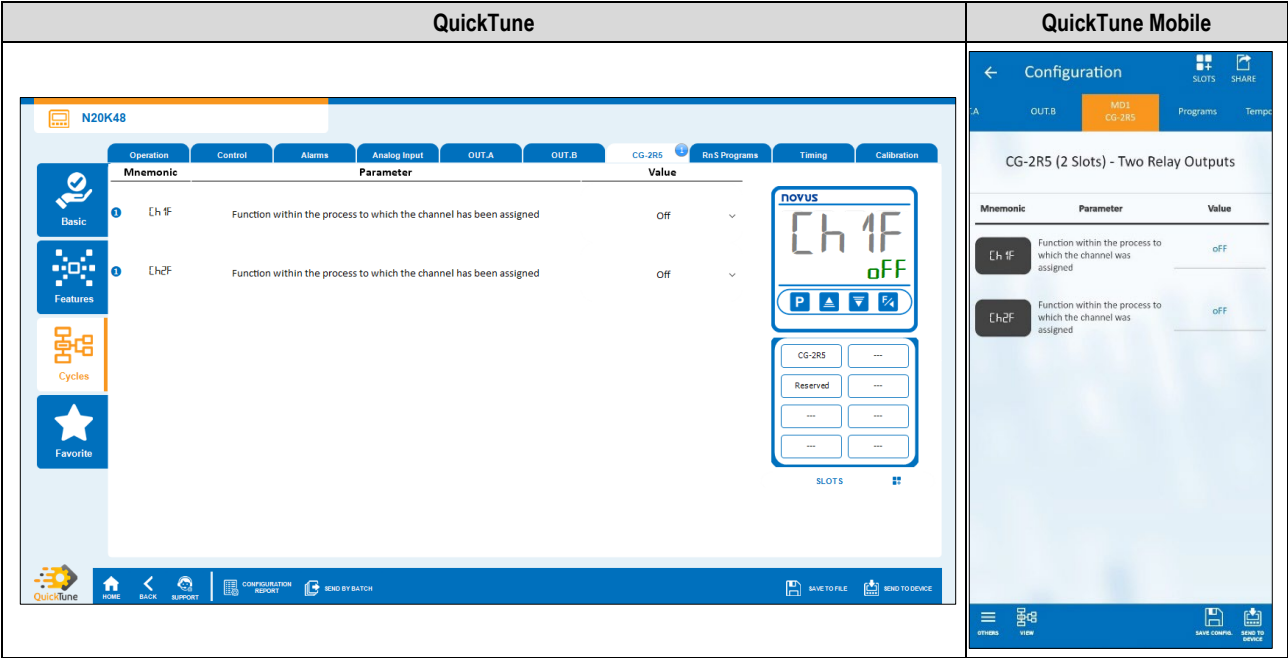 QuickTune
QuickTune Mobile
N20K48
Operation Control Alarms Analog Input OUT.A OUT.B CG-2R5 1 RnS Programs Timing Calibration
Mnemonic Parameter Value
Basic
1 Ch1F Function within the process to which the channel has been assigned Off
1 Ch2F Function within the process to which the channel has been assigned Off
Features
Cycles
Favorite
novus
Ch1F
oFF
P F/
CG-2R5 ---
Reserved ---
--- ---
--- ---
SLOTS
QuickTune
HOME BACK SUPPORT CONFIGURATION REPORT SEND BY BATCH SAVE TO FILE SEND TO DEVICE
Configuration SLOTS SHARE
.A OUT.B MD1 CG-2R5 Programs Tempo
CG-2R5 (2 Slots) - Two Relay Outputs
Mnemonic Parameter Value
Ch1F Function within the process to oFF
which the channel was
assigned
Ch2F Function within the process to oFF
which the channel was
assigned
OTHERS VIEW SAVE CONFIG. SEND TO DEVICE